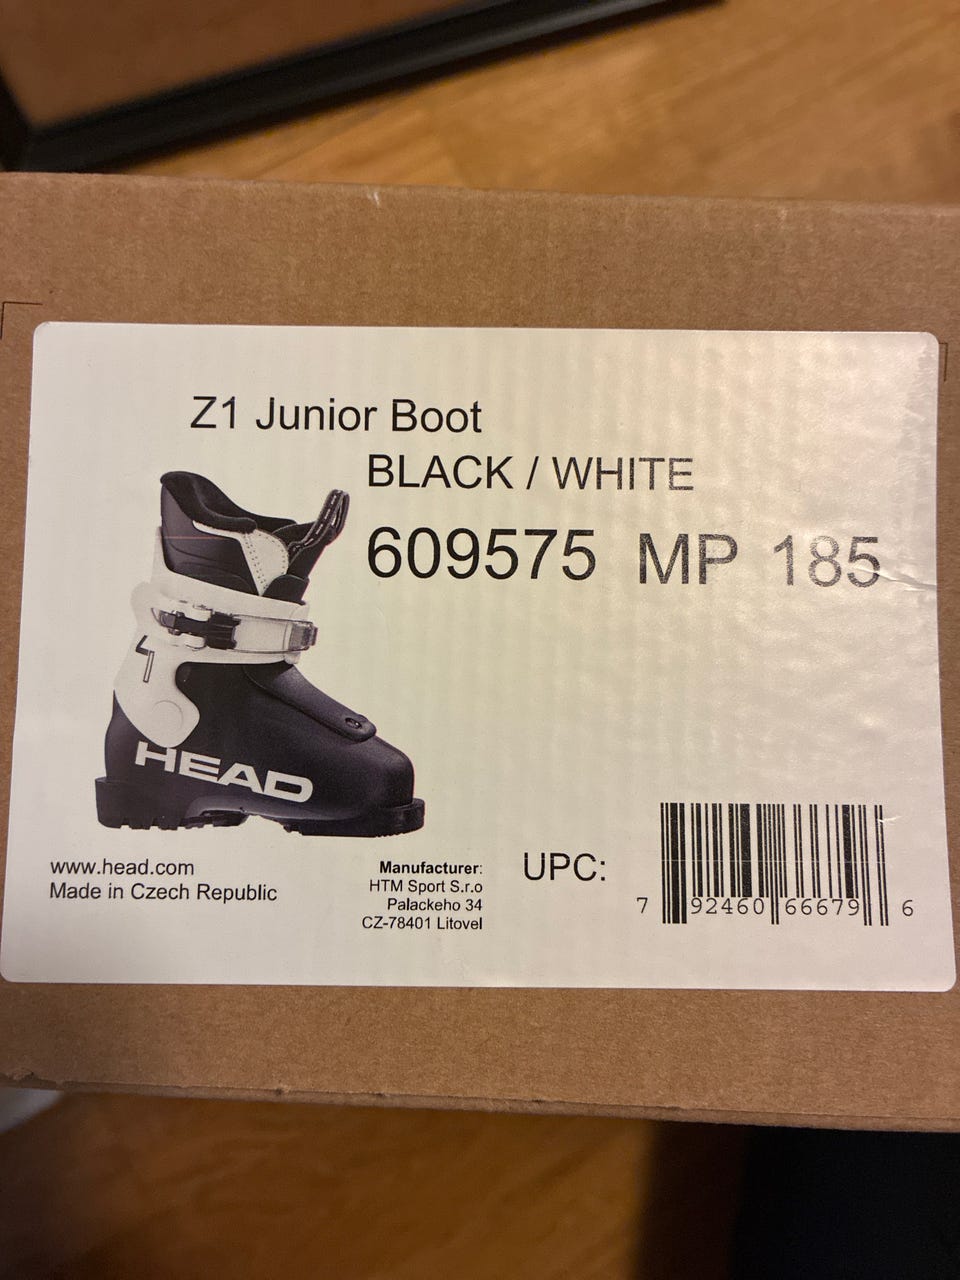 Z1 Junior Boot
BLACK / WHITE
609575 MP 185
1
HEAD
www.head.com
Made in Czech Republic
Manufacturer:
HTM Sport S.r.o
Palackeho 34
CZ-78401 Litovel
UPC:
7 92460 66679 6